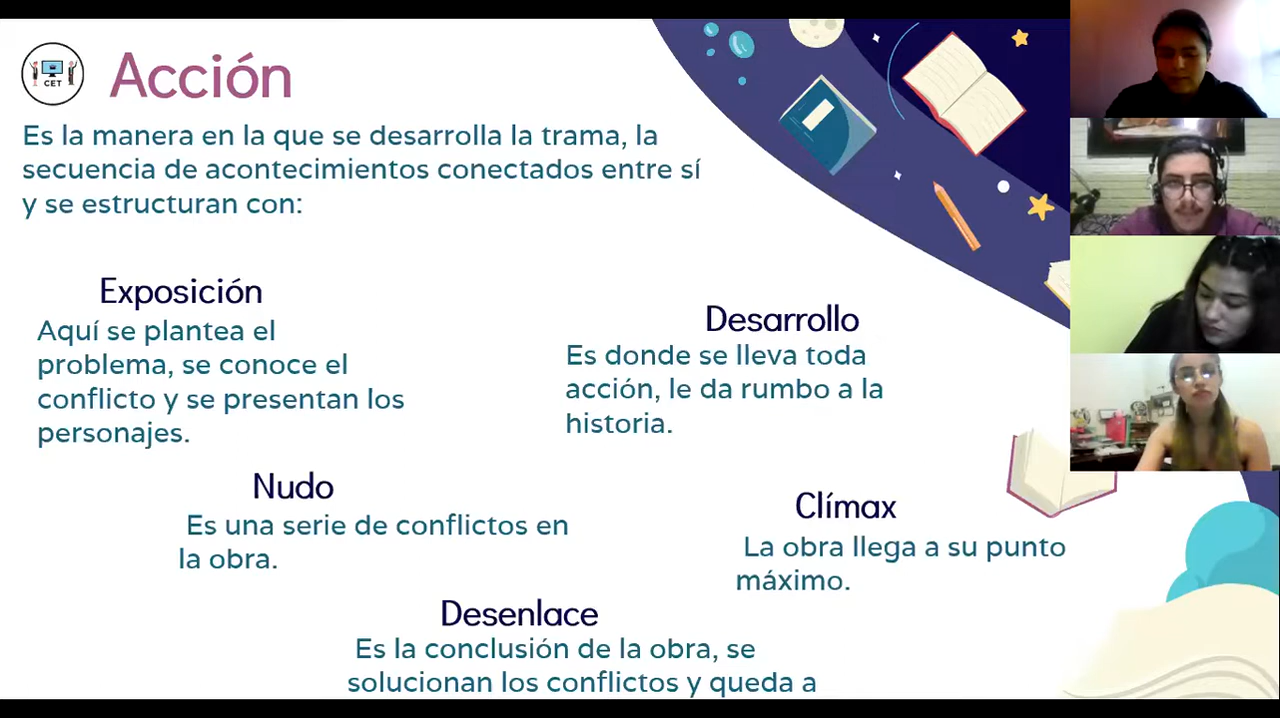 CET
Acción
Es la manera en la que se desarrolla la trama, la
secuencia de acontecimientos conectados entre sí
y se estructuran con:
Exposición
Aquí se plantea el
problema, se conoce el
conflicto y se presentan los
personajes.
Desarrollo
Es donde se lleva toda
acción, le da rumbo a la
historia.
Nudo
Es una serie de conflictos en
la obra.
Clímax
La obra llega a su punto
máximo.
Desenlace
Es la conclusión de la obra, se
solucionan los conflictos y queda a